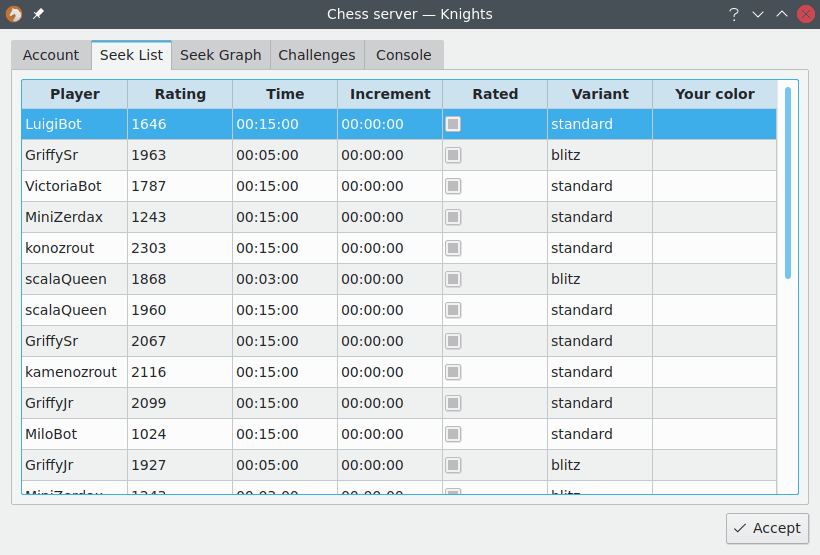 Chess server — Knights
Account Seek List Seek Graph Challenges Console
Player Rating Time Increment Rated Variant Your color
LuigiBot 1646 00:15:00 00:00:00 standard
GriffySr 1963 00:05:00 00:00:00 blitz
VictoriaBot 1787 00:15:00 00:00:00 standard
MiniZerdax 1243 00:15:00 00:00:00 standard
konozrout 2303 00:15:00 00:00:00 standard
scalaQueen 1868 00:03:00 00:00:00 blitz
scalaQueen 1960 00:15:00 00:00:00 standard
GriffySr 2067 00:15:00 00:00:00 standard
kamenozrout 2116 00:15:00 00:00:00 standard
GriffyJr 2099 00:15:00 00:00:00 standard
MiloBot 1024 00:15:00 00:00:00 standard
GriffyJr 1927 00:05:00 00:00:00 blitz
MiniZerdax blitz
Accept